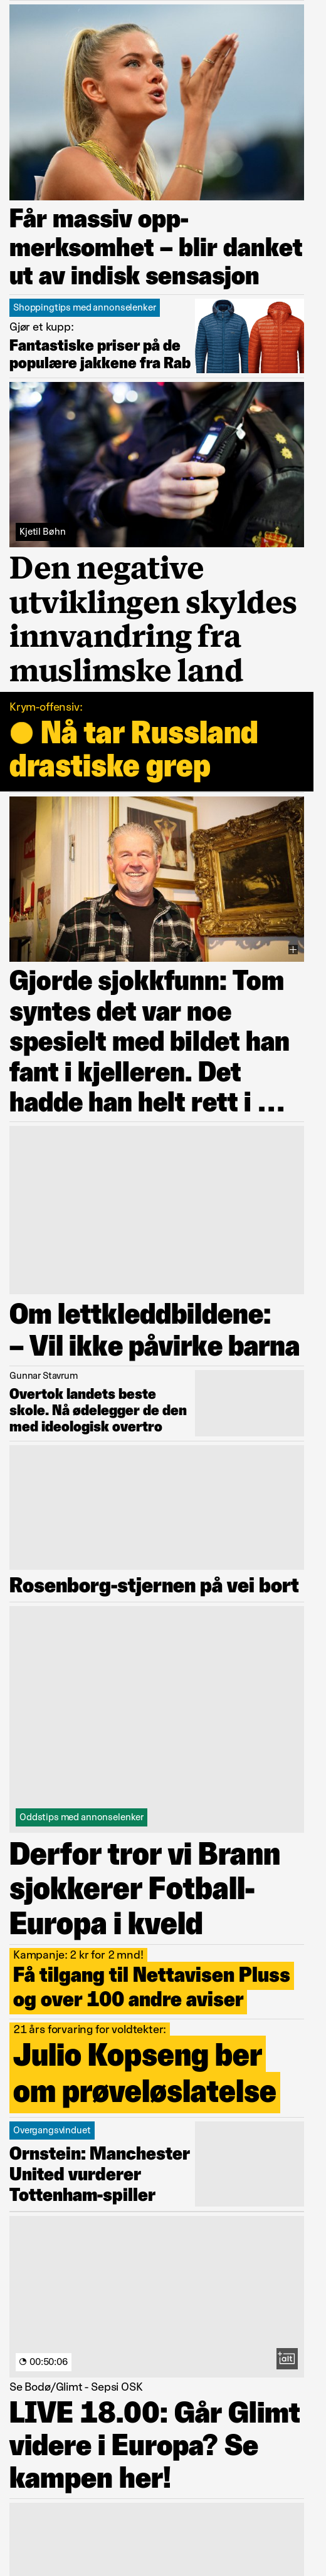 Får massiv opp-
merksomhet – blir danket
ut av indisk sensasjon
Shoppingtips med annonselenker
Gjør et kupp:
Fantastiske priser på de
populære jakkene fra Rab
Kjetil Bøhn
Den negative
utviklingen skyldes
innvandring fra
muslimske land
Krym-offensiv:
● Nå tar Russland
drastiske grep
Gjorde sjokkfunn: Tom
syntes det var noe
spesielt med bildet han
fant i kjelleren. Det
hadde han helt rett i ...
Om lettkleddbildene:
– Vil ikke påvirke barna
Gunnar Stavrum
Overtok landets beste
skole. Nå ødelegger de den
med ideologisk overtro
Rosenborg-stjernen på vei bort
Oddstips med annonselenker
Derfor tror vi Brann
sjokkerer Fotball-
Europa i kveld
Kampanje: 2 kr for 2 mnd!
Få tilgang til Nettavisen Pluss
og over 100 andre aviser
21 års forvaring for voldtekter:
Julio Kopseng ber
om prøveløslatelse
Overgangsvinduet
Ornstein: Manchester
United vurderer
Tottenham-spiller
00:50:06
+alt
Se Bodø/Glimt - Sepsi OSK
LIVE 18.00: Går Glimt
videre i Europa? Se
kampen her!